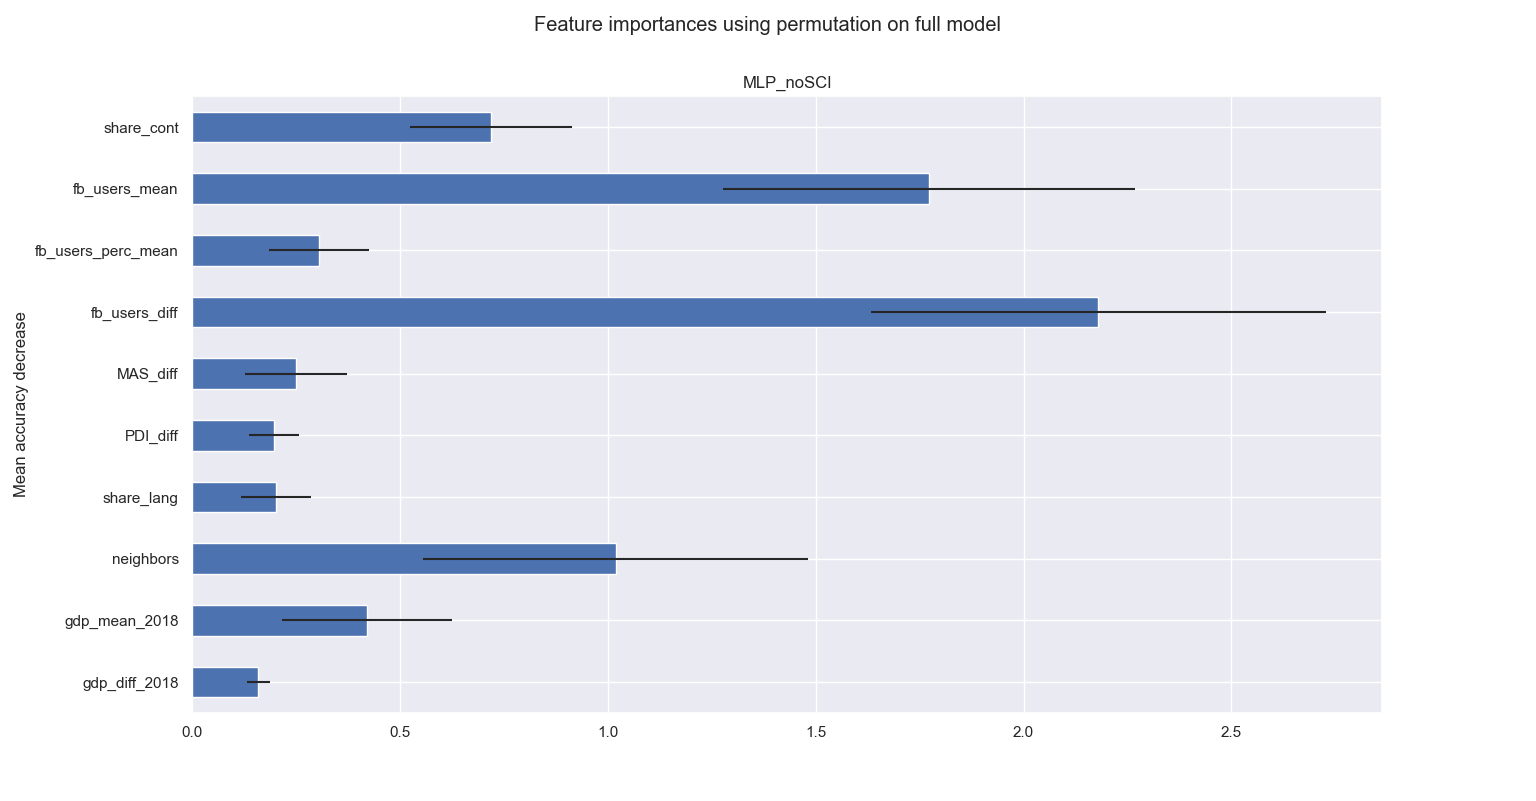 Feature importances using permutation on full model
MLP_noSCI
Mean accuracy decrease
share_cont
fb_users_mean
fb_users_perc_mean
fb_users_diff
MAS_diff
PDI_diff
share_lang
neighbors
gdp_mean_2018
gdp_diff_2018
0.0 0.5 1.0 1.5 2.0 2.5